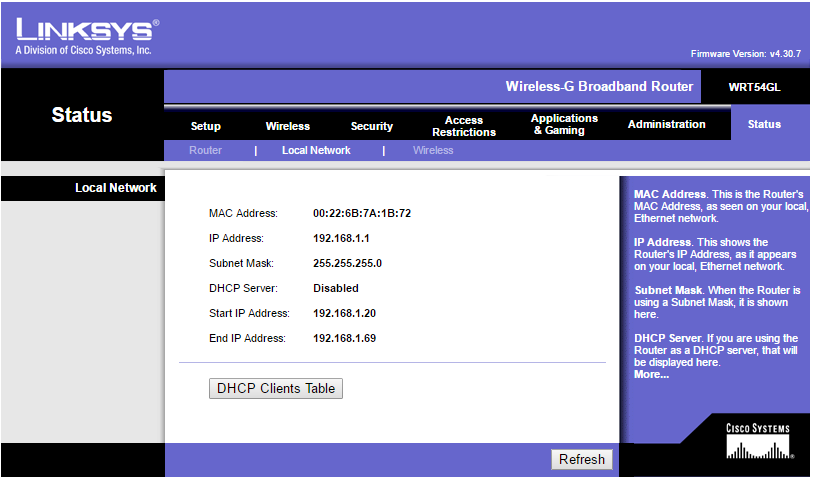 LINKSYS®
A Division of Cisco Systems, Inc.
Firmware Version: v4.30.7
Wireless-G Broadband Router WRT54GL
Status
Setup Wireless Security Access Restrictions Applications & Gaming Administration Status
Router | Local Network | Wireless
Local Network
MAC Address: 00:22:6B:7A:1B:72
IP Address: 192.168.1.1
Subnet Mask: 255.255.255.0
DHCP Server: Disabled
Start IP Address: 192.168.1.20
End IP Address: 192.168.1.69
DHCP Clients Table
MAC Address. This is the Router's
MAC Address, as seen on your local,
Ethernet network.
IP Address. This shows the
Router's IP Address, as it appears
on your local, Ethernet network.
Subnet Mask. When the Router is
using a Subnet Mask, it is shown
here.
DHCP Server. If you are using the
Router as a DHCP server, that will
be displayed here.
More...
CISCO SYSTEMS
Refresh